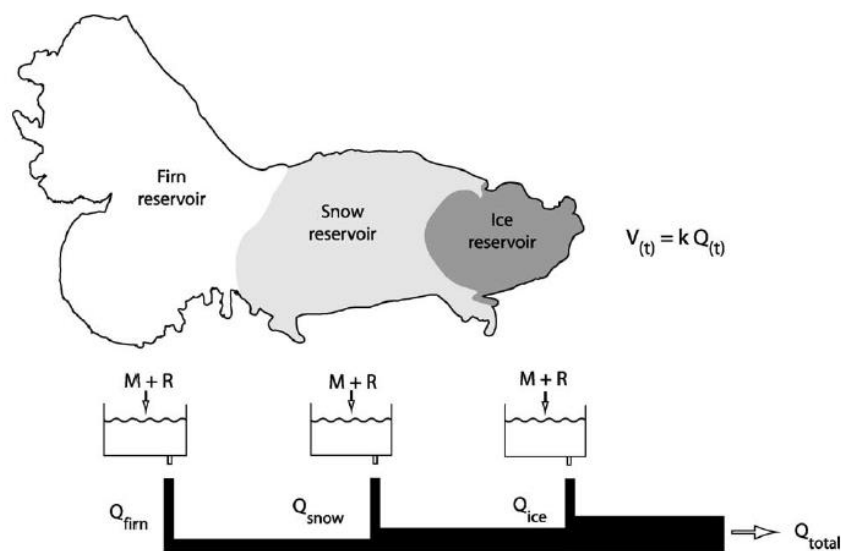 Firn
reservoir
Snow
reservoir
Ice
reservoir
V(t) = k Q(t)
M + R
M + R
M + R
Qfirn
Qsnow
Qice
Qtotal